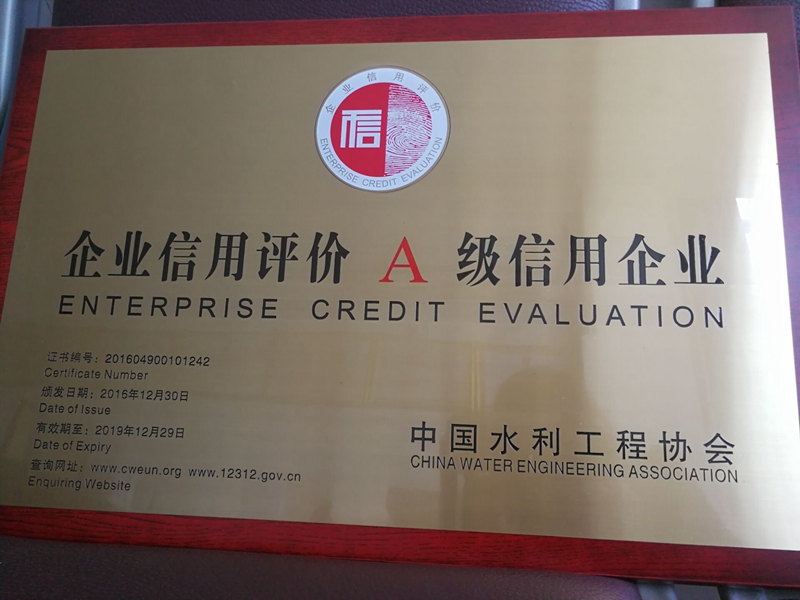 企业信用评价
信
ENTERPRISE CREDIT EVALUATION
企业信用评价 A 级信用企业
ENTERPRISE CREDIT EVALUATION
证书编号：201604900101242
Certificate Number
颁发日期：2016年12月30日
Date of Issue
有效期至：2019年12月29日
Date of Expiry
查询网址：www.cweun.org www.12312.gov.cn
Enquiring Website
中国水利工程协会
CHINA WATER ENGINEERING ASSOCIATION